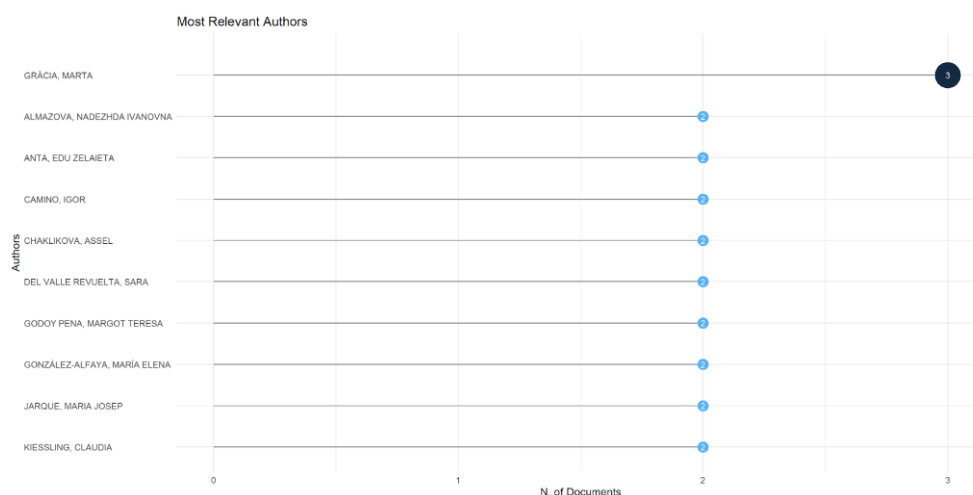 Most Relevant Authors
GRÀCIA, MARTA
3
ALMAZOVA, NADEZHDA IVANOVNA
2
ANTA, EDU ZELAIETA
2
CAMINO, IGOR
2
CHAKLIKOVA, ASSEL
2
Authors
DEL VALLE REVUELTA, SARA
2
GODOY PENA, MARGOT TERESA
2
GONZÁLEZ-ALFAYA, MARÍA ELENA
2
JARQUE, MARIA JOSEP
2
KIESSLING, CLAUDIA
2
0 1 2 3
N. of Documents